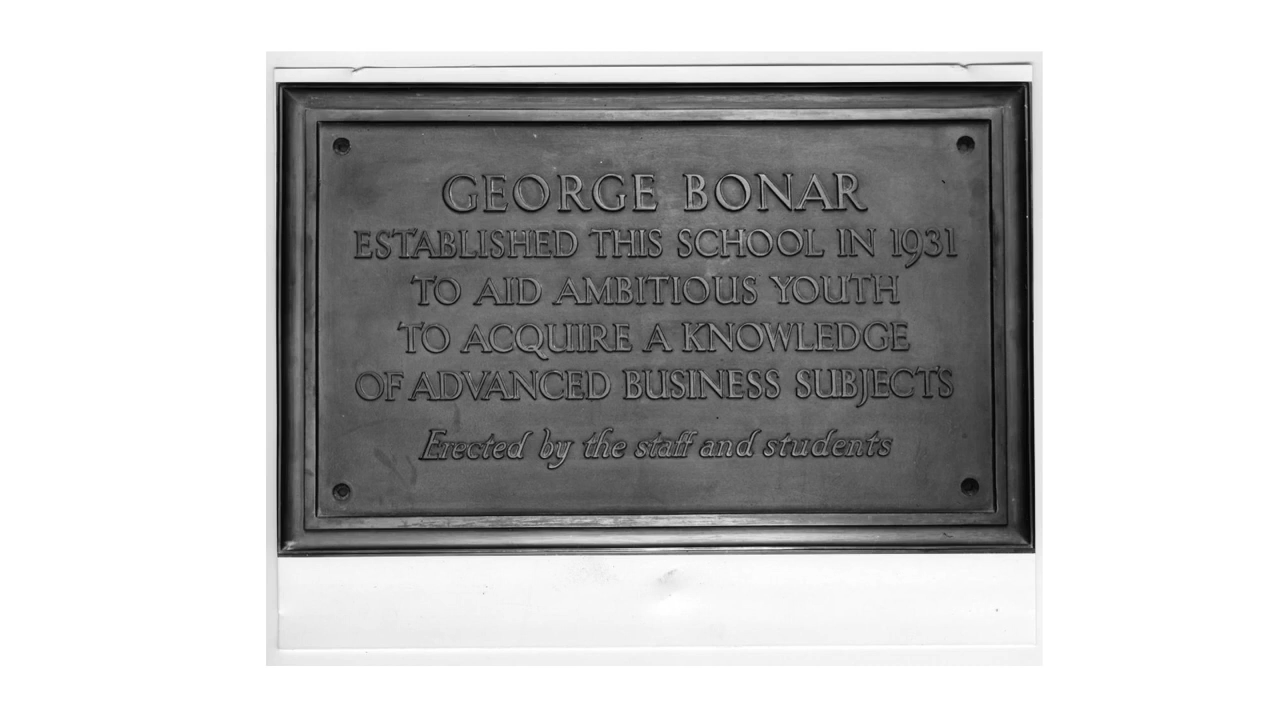 GEORGE BONAR
ESTABLISHED THIS SCHOOL IN 1931
TO AID AMBITIOUS YOUTH
TO ACQUIRE A KNOWLEDGE
OF ADVANCED BUSINESS SUBJECTS
Erected by the staff and students